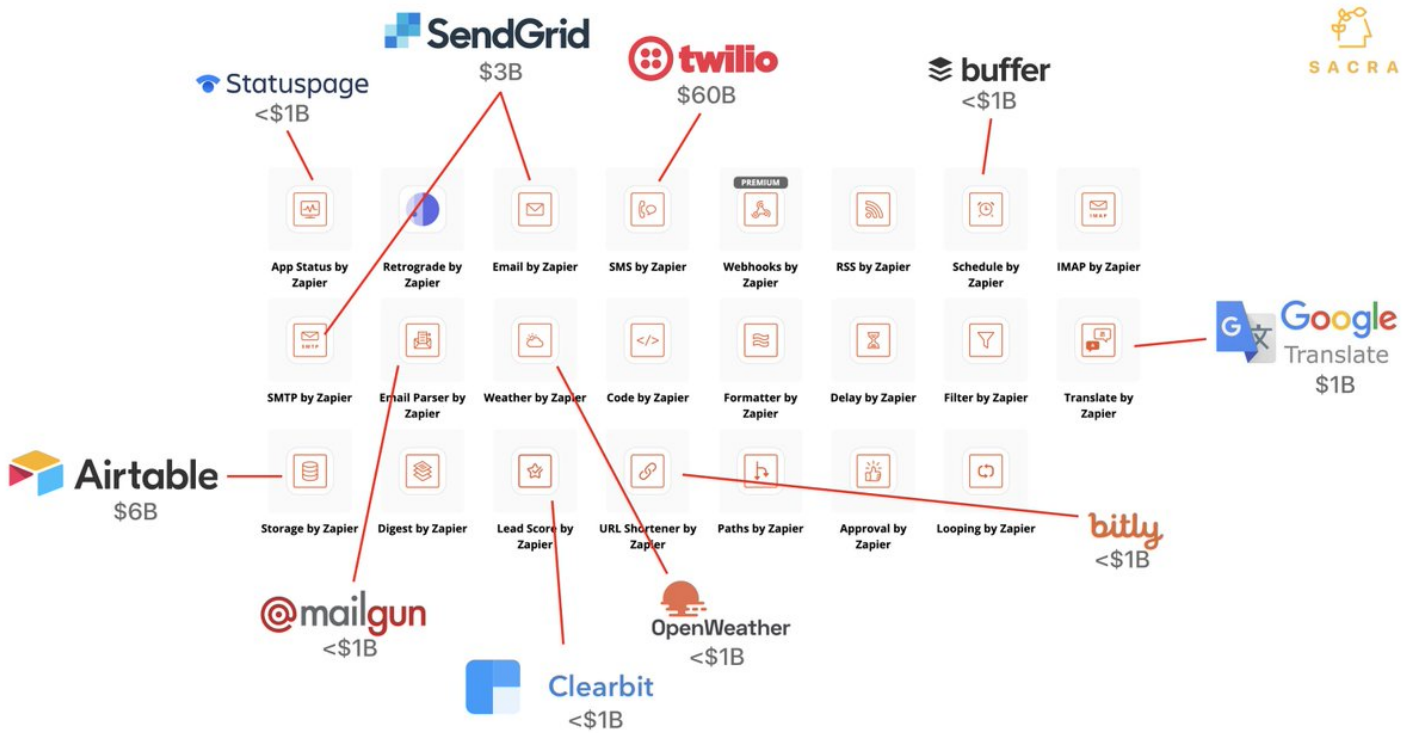 SendGrid
$3B
twilio
$60B
buffer
<$1B
SACRA
Statuspage
<$1B
PREMIUM
IMAP
App Status by
Zapier
Retrograde by
Zapier
Email by Zapier
SMS by Zapier
Webhooks by
Zapier
RSS by Zapier
Schedule by
Zapier
IMAP by Zapier
SMTP
SMTP by Zapier
Email Parser by
Zapier
Weather by Zapier
Code by Zapier
Formatter by
Zapier
Delay by Zapier
Filter by Zapier
Translate by
Zapier
G 文
Google
Translate
$1B
Airtable
$6B
Storage by Zapier
Digest by Zapier
Lead Score by
Zapier
URL Shortener by
Zapier
Paths by Zapier
Approval by
Zapier
Looping by Zapier
bitly
<$1B
@mailgun
<$1B
OpenWeather
<$1B
Clearbit
<$1B